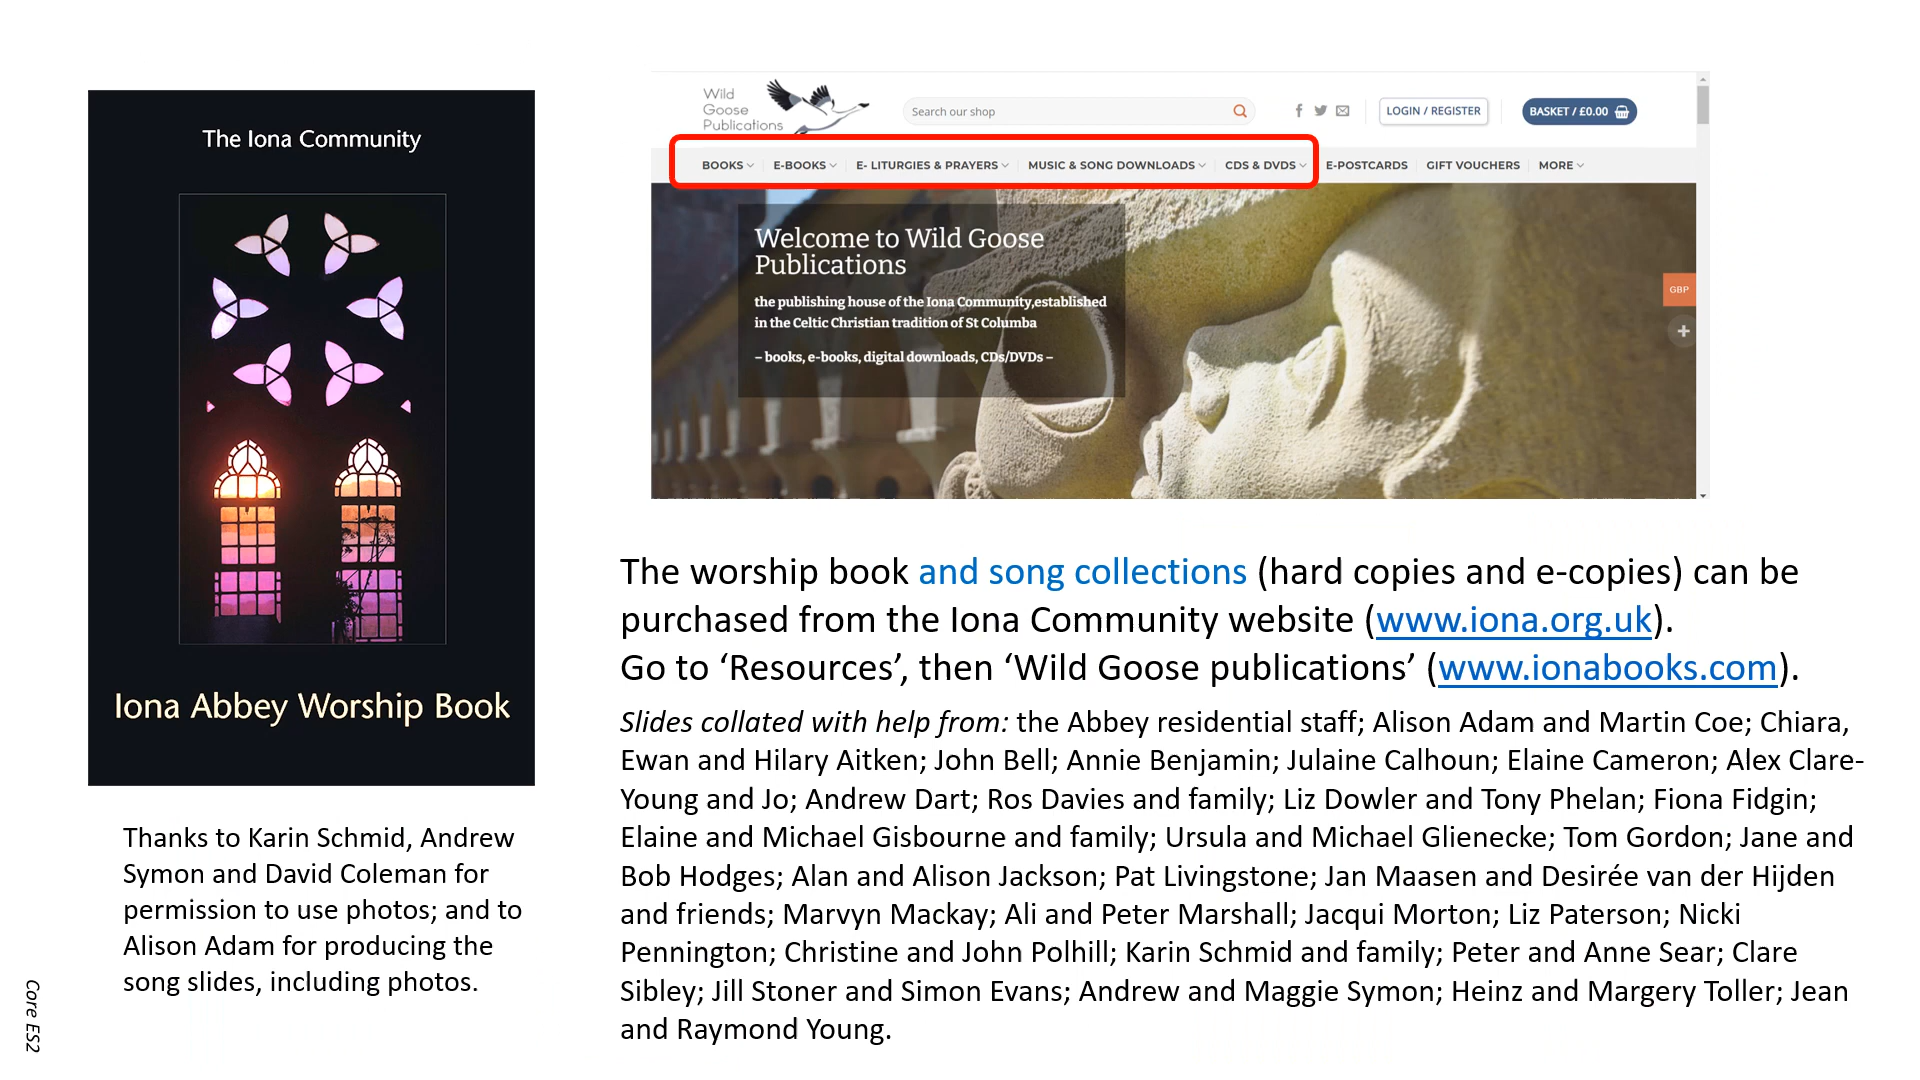 The Iona Community
Iona Abbey Worship Book
Thanks to Karin Schmid, Andrew
Symon and David Coleman for
permission to use photos; and to
Alison Adam for producing the
song slides, including photos.
Core ES2
Wild
Goose
Publications
Search our shop
LOGIN / REGISTER
BASKET / £0.00
BOOKS E-BOOKS E- LITURGIES & PRAYERS MUSIC & SONG DOWNLOADS CDS & DVDS E-POSTCARDS GIFT VOUCHERS MORE
Welcome to Wild Goose
Publications
the publishing house of the Iona Community,established
in the Celtic Christian tradition of St Columba
– books, e-books, digital downloads, CDs/DVDs –
GBP
+
The worship book and song collections (hard copies and e-copies) can be
purchased from the Iona Community website (www.iona.org.uk).
Go to ‘Resources’, then ‘Wild Goose publications’ (www.ionabooks.com).
Slides collated with help from: the Abbey residential staff; Alison Adam and Martin Coe; Chiara,
Ewan and Hilary Aitken; John Bell; Annie Benjamin; Julaine Calhoun; Elaine Cameron; Alex Clare-
Young and Jo; Andrew Dart; Ros Davies and family; Liz Dowler and Tony Phelan; Fiona Fidgin;
Elaine and Michael Gisbourne and family; Ursula and Michael Glienecke; Tom Gordon; Jane and
Bob Hodges; Alan and Alison Jackson; Pat Livingstone; Jan Maasen and Desirée van der Hijden
and friends; Marvyn Mackay; Ali and Peter Marshall; Jacqui Morton; Liz Paterson; Nicki
Pennington; Christine and John Polhill; Karin Schmid and family; Peter and Anne Sear; Clare
Sibley; Jill Stoner and Simon Evans; Andrew and Maggie Symon; Heinz and Margery Toller; Jean
and Raymond Young.